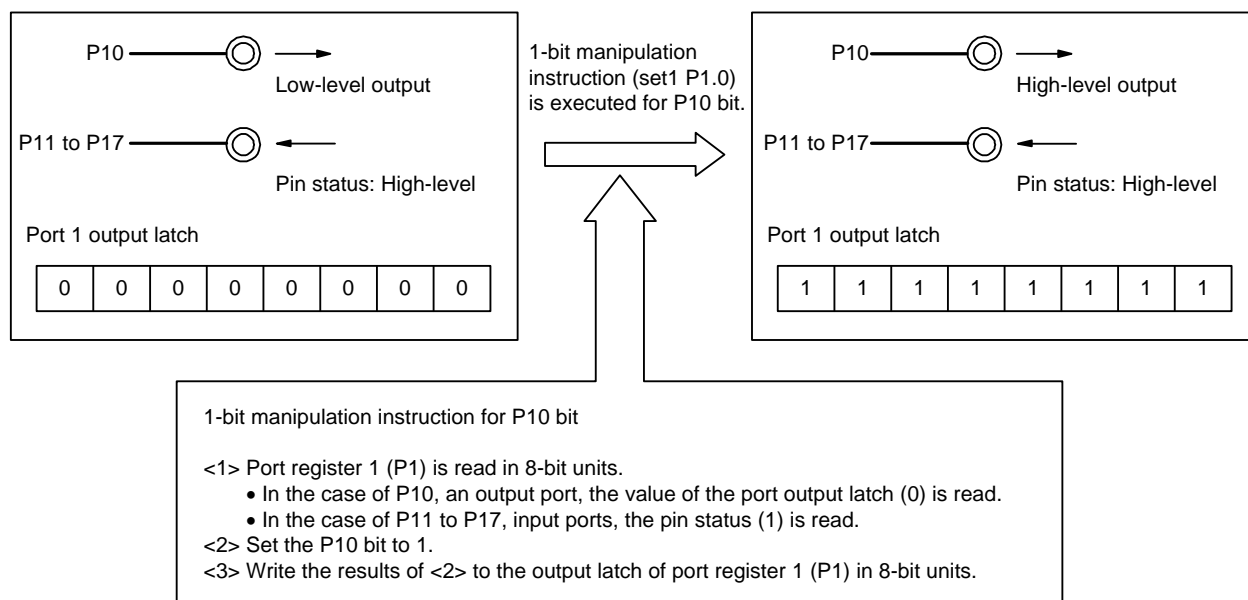 P10
Low-level output
P11 to P17
Pin status: High-level
Port 1 output latch
0 0 0 0 0 0 0 0
1-bit manipulation
instruction (set1 P1.0)
is executed for P10 bit.
P10
High-level output
P11 to P17
Pin status: High-level
Port 1 output latch
1 1 1 1 1 1 1 1
1-bit manipulation instruction for P10 bit
<1> Port register 1 (P1) is read in 8-bit units.
• In the case of P10, an output port, the value of the port output latch (0) is read.
• In the case of P11 to P17, input ports, the pin status (1) is read.
<2> Set the P10 bit to 1.
<3> Write the results of <2> to the output latch of port register 1 (P1) in 8-bit units.